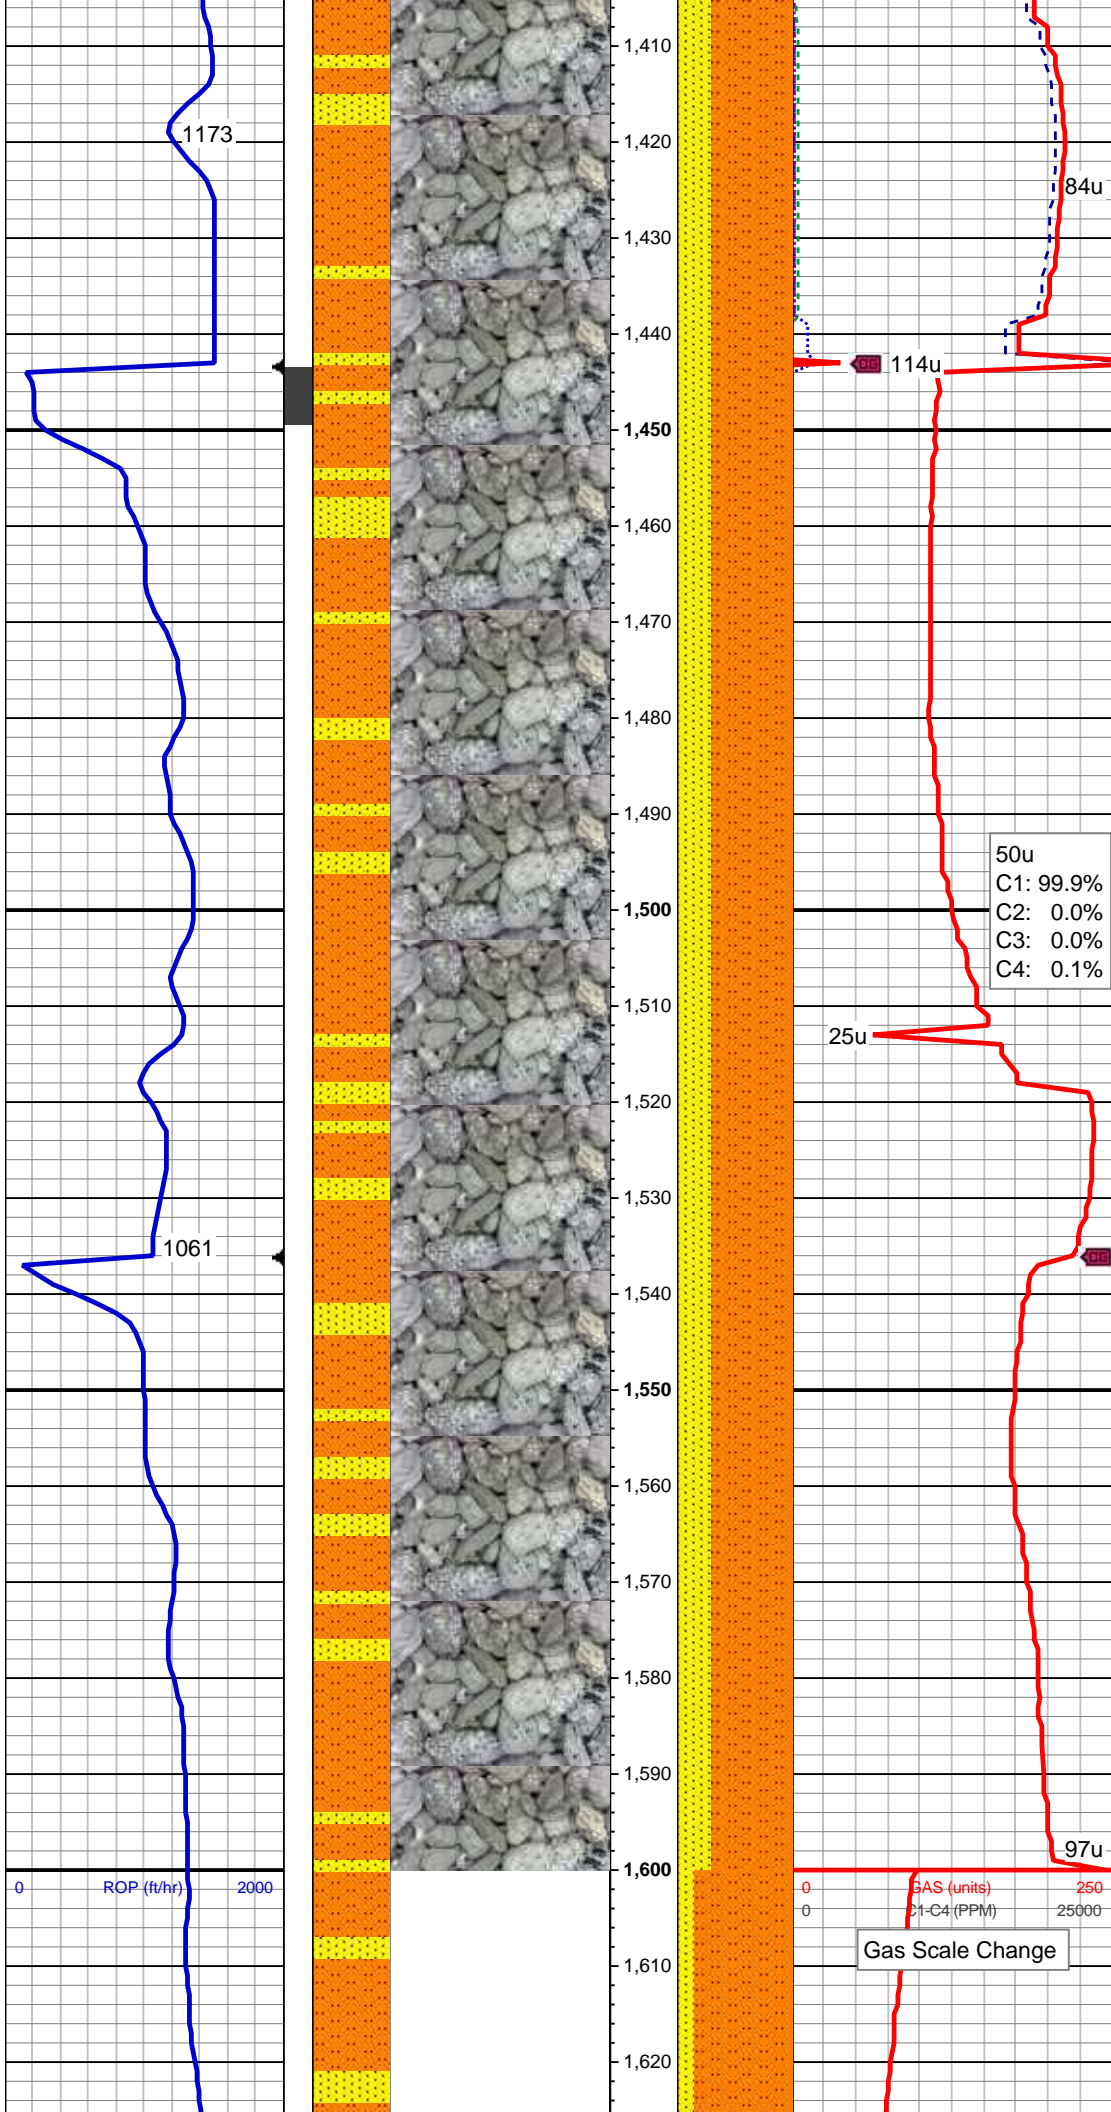 1,410
1173
1,420
84u
1,430
1,440
CG 114u
1,450
1,460
1,470
1,480
1,490
50u
C1: 99.9%
C2: 0.0%
C3: 0.0%
C4: 0.1%
1,500
1,510
25u
1,520
1,530
1061
CG
1,540
1,550
1,560
1,570
1,580
1,590
97u
1,600
0 ROP (ft/hr) 2000
0 GAS (units) 250
0 C1-C4 (PPM) 25000
Gas Scale Change
1,610
1,620